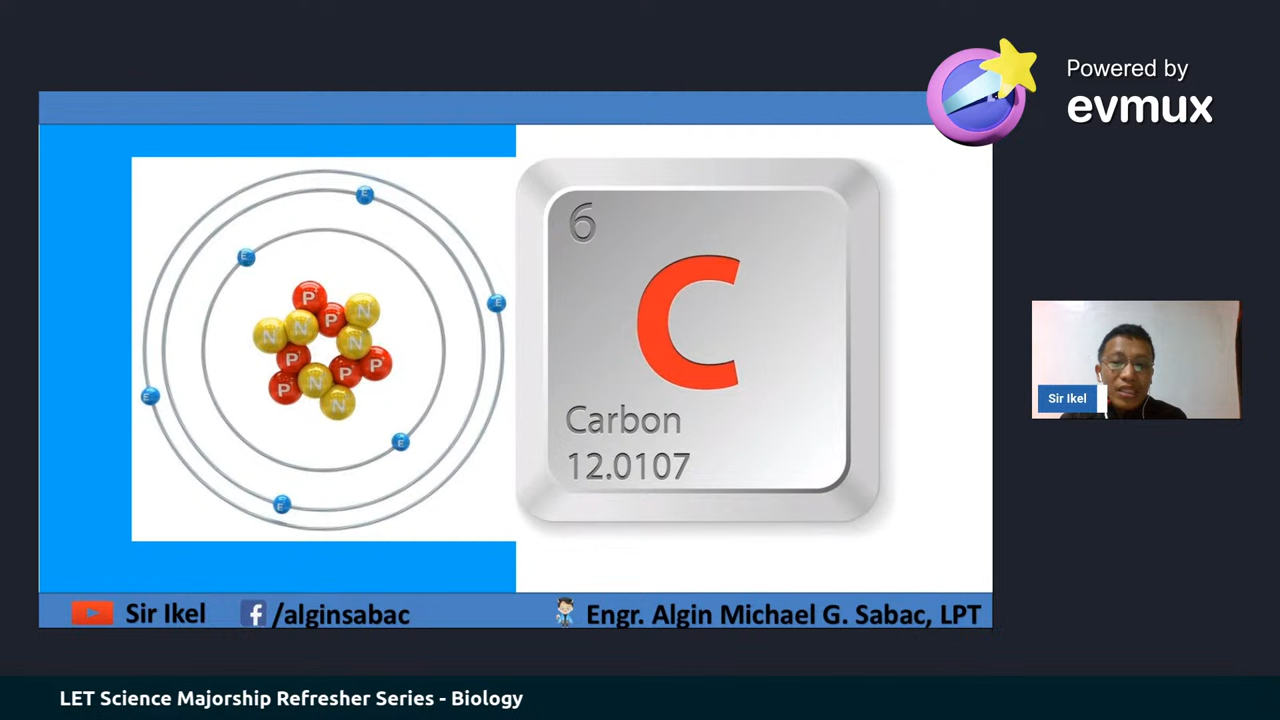 Powered by
evmux
E
E
P
N
P
N
N
N
E
P
P
P
P
N
N
E
E
E
6
C
Carbon
12.0107
Sir Ikel
Sir Ikel
/alginsabac
Engr. Algin Michael G. Sabac, LPT
LET Science Majorship Refresher Series - Biology